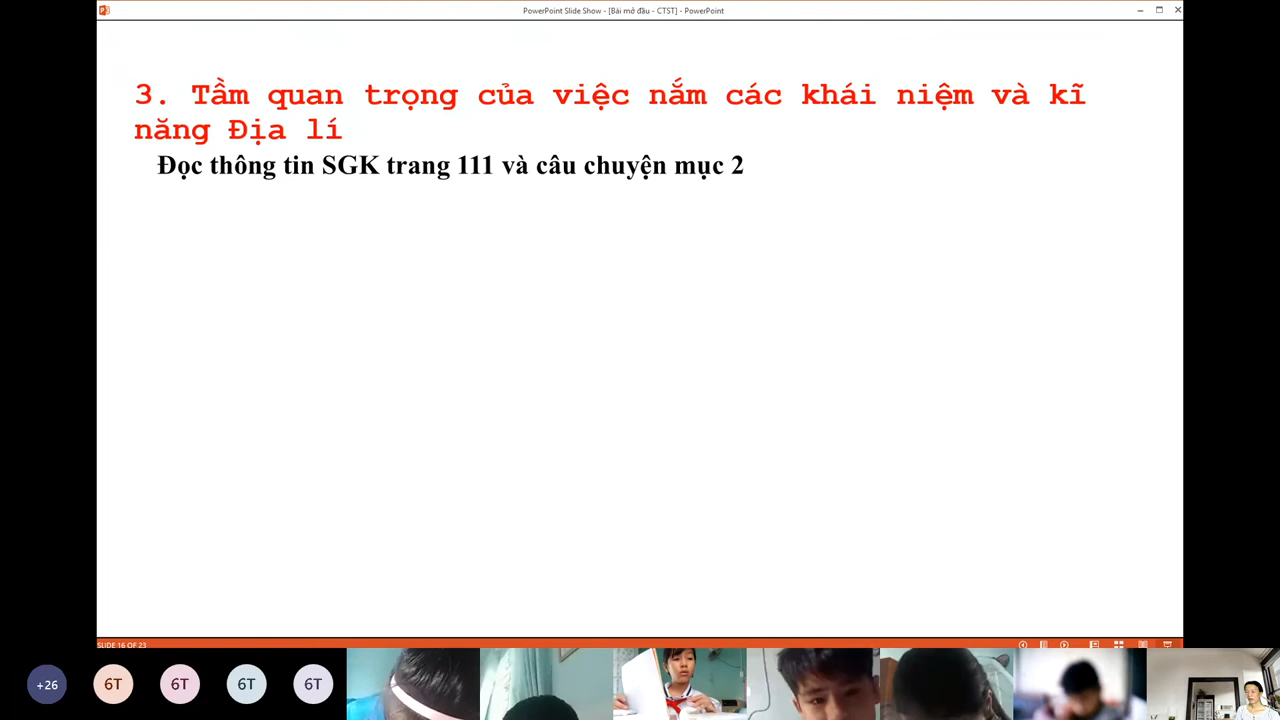 PowerPoint Slide Show - [Bài mở đầu - CTST] - PowerPoint
3. Tầm quan trọng của việc nắm các khái niệm và kĩ
năng Địa lí
Đọc thông tin SGK trang 111 và câu chuyện mục 2
SLIDE 16 OF 23
+26
6T
6T
6T
6T